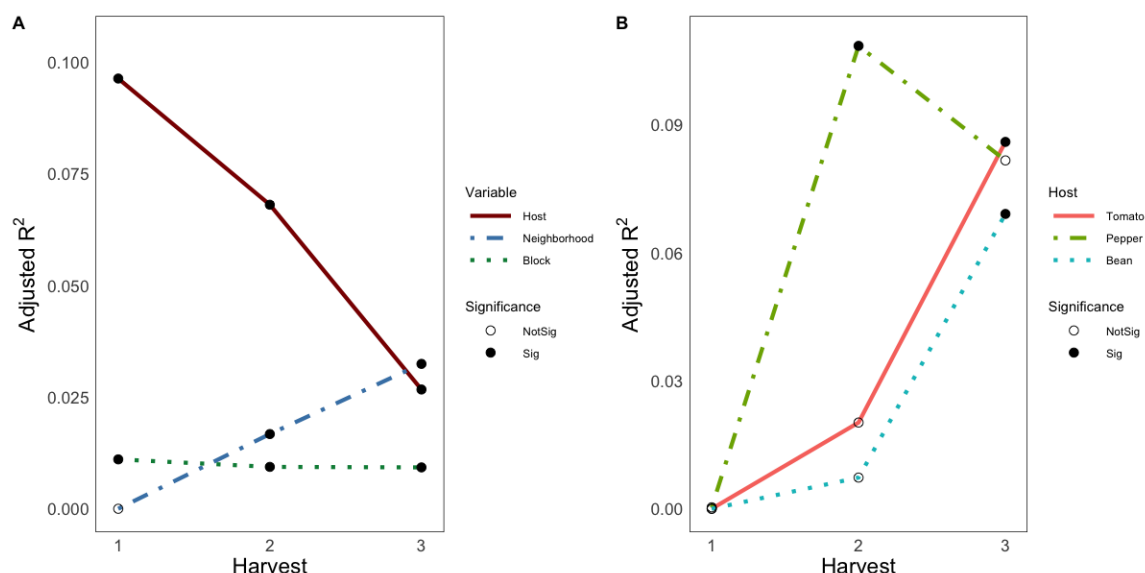 A
0.100
0.075
0.050
0.025
0.000
Adjusted R²
1 2 3
Harvest
Variable
Host
Neighborhood
Block
Significance
NotSig
Sig
B
0.09
0.06
0.03
0.00
Adjusted R²
1 2 3
Harvest
Host
Tomato
Pepper
Bean
Significance
NotSig
Sig